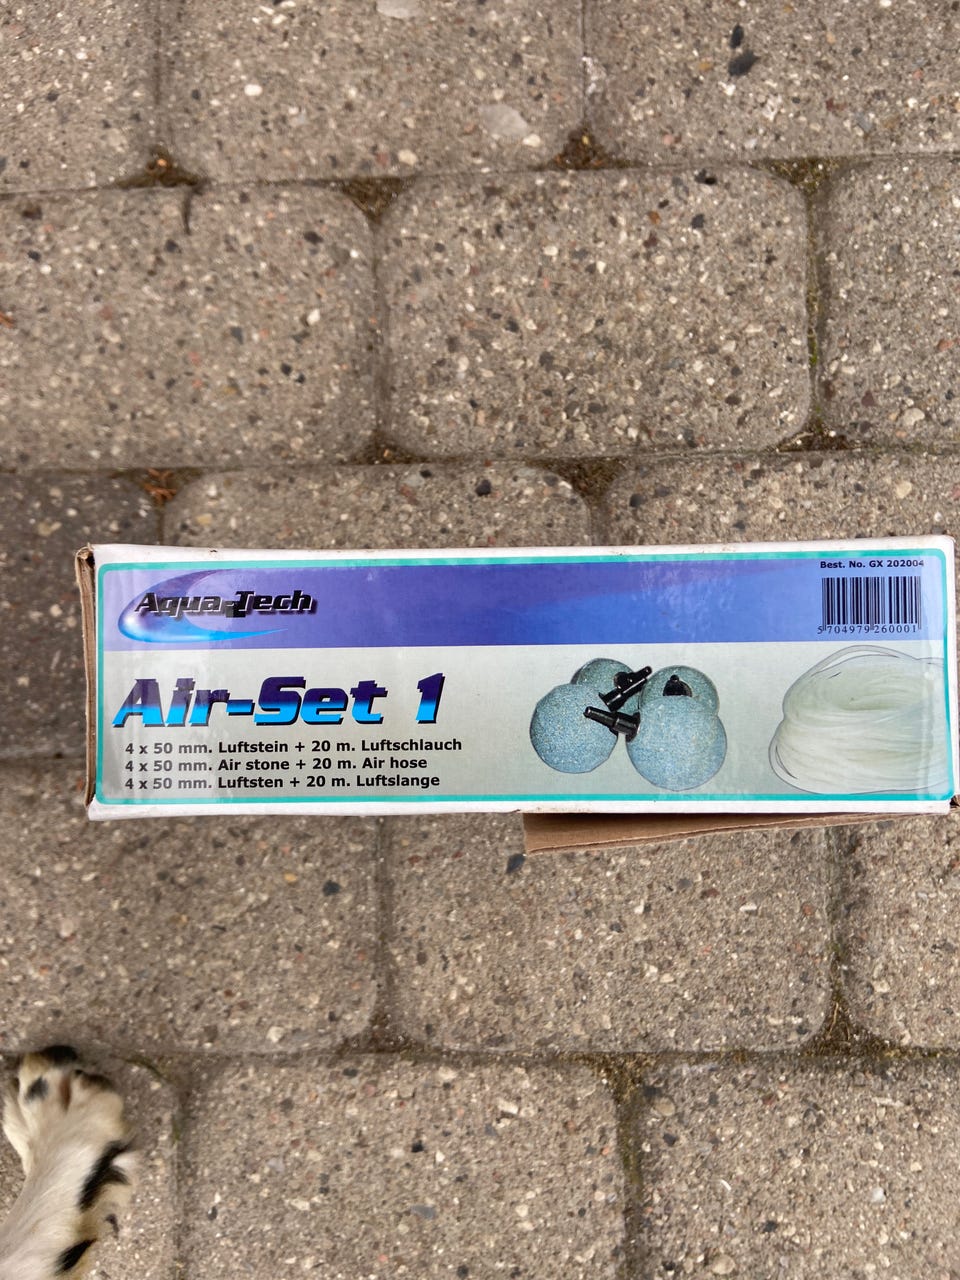 Best. No. GX 202004
Aqua-Tech
5 704979 260001
Air-Set 1
4 x 50 mm. Luftstein + 20 m. Luftschlauch
4 x 50 mm. Air stone + 20 m. Air hose
4 x 50 mm. Luftsten + 20 m. Luftslange